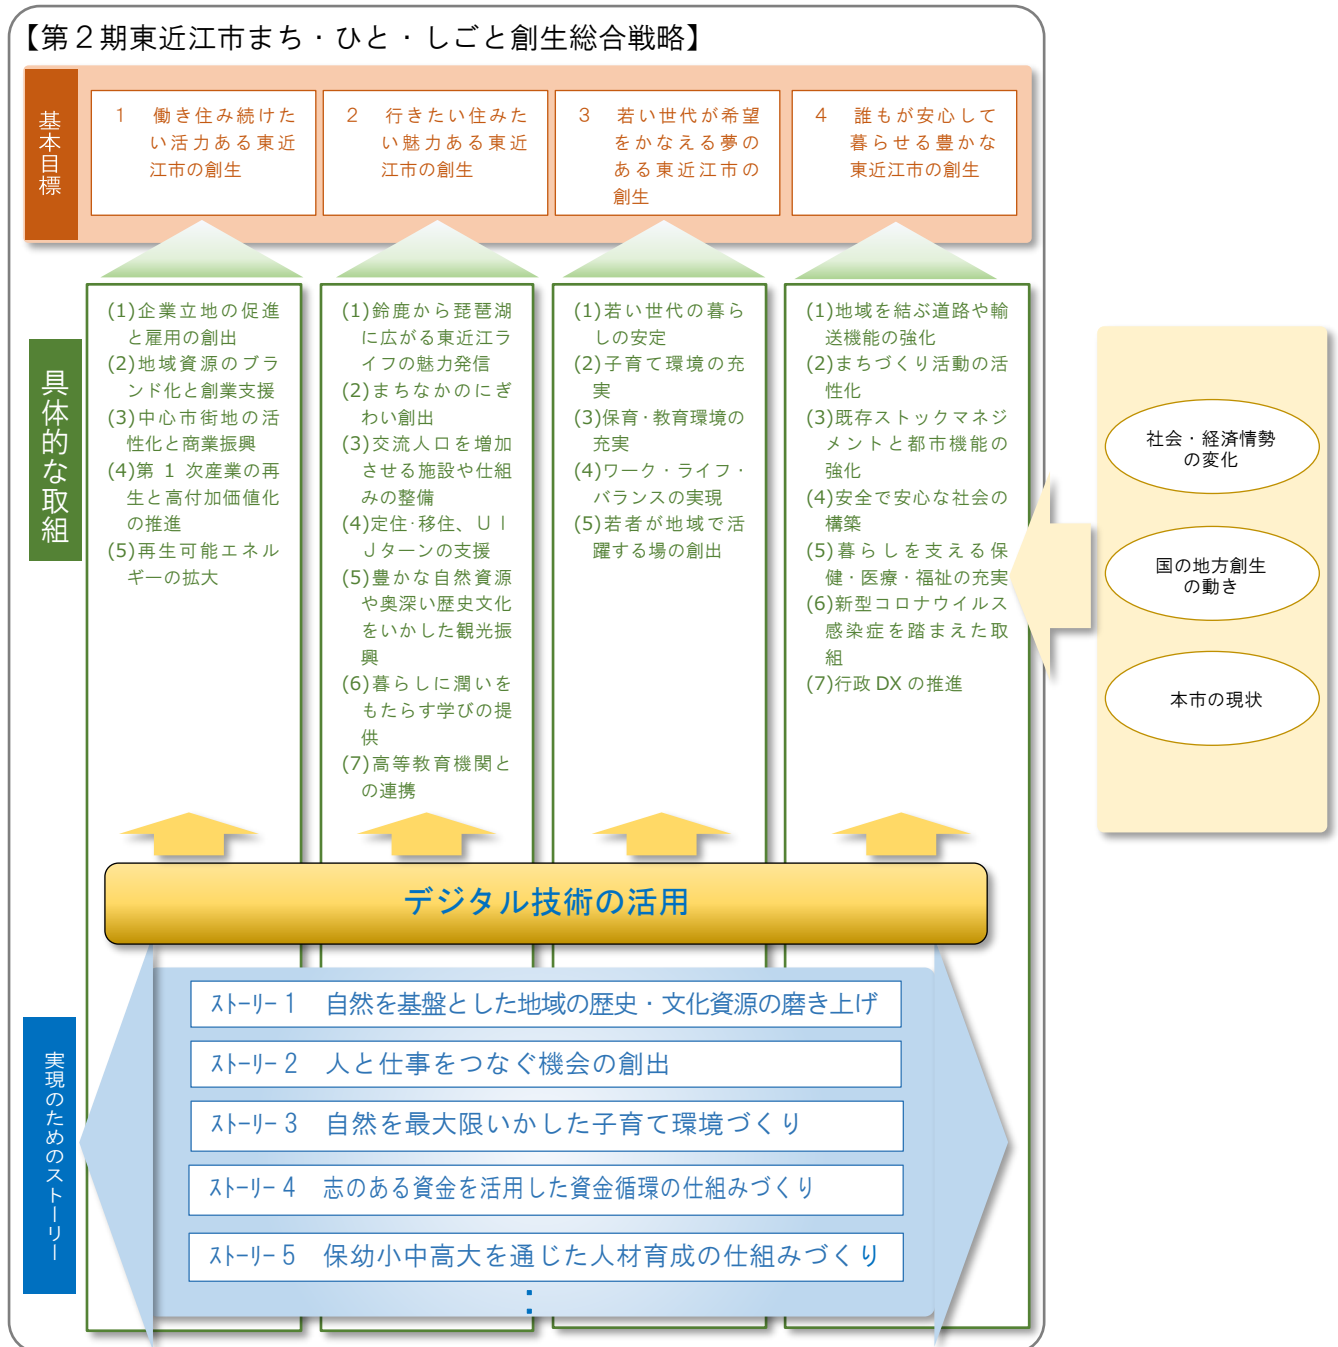 【第２期東近江市まち・ひと・しごと創生総合戦略】
基本目標
1　働き住み続けた
い活力ある東近
江市の創生
2　行きたい住みた
い魅力ある東近
江市の創生
3　若い世代が希望
をかなえる夢の
ある東近江市の
創生
4　誰もが安心して
暮らせる豊かな
東近江市の創生
具体的な取組
(1)企業立地の促進
と雇用の創出
(2)地域資源のブラ
ンド化と創業支援
(3)中心市街地の活
性化と商業振興
(4)第 1 次産業の再
生と高付加価値化
の推進
(5)再生可能エネル
ギーの拡大
(1)鈴鹿から琵琶湖
に広がる東近江ラ
イフの魅力発信
(2)まちなかのにぎ
わい創出
(3)交流人口を増加
させる施設や仕組
みの整備
(4)定住・移住、ＵＩ
Ｊターンの支援
(5)豊かな自然資源
や奥深い歴史文化
をいかした観光振
興
(6)暮らしに潤いを
もたらす学びの提
供
(7)高等教育機関と
の連携
(1)若い世代の暮ら
しの安定
(2)子育て環境の充
実
(3)保育・教育環境の
充実
(4)ワーク・ライフ・
バランスの実現
(5)若者が地域で活
躍する場の創出
(1)地域を結ぶ道路や輸
送機能の強化
(2)まちづくり活動の活
性化
(3)既存ストックマネジ
メントと都市機能の
強化
(4)安全で安心な社会の
構築
(5)暮らしを支える保
健・医療・福祉の充実
(6)新型コロナウイルス
感染症を踏まえた取
組
(7)行政 DX の推進
社会・経済情勢
の変化
国の地方創生
の動き
本市の現状
デジタル技術の活用
実現のためのストーリー
ｽﾄｰﾘｰ 1　自然を基盤とした地域の歴史・文化資源の磨き上げ
ｽﾄｰﾘｰ 2　人と仕事をつなぐ機会の創出
ｽﾄｰﾘｰ 3　自然を最大限いかした子育て環境づくり
ｽﾄｰﾘｰ 4　志のある資金を活用した資金循環の仕組みづくり
ｽﾄｰﾘｰ 5　保幼小中高大を通じた人材育成の仕組みづくり
：